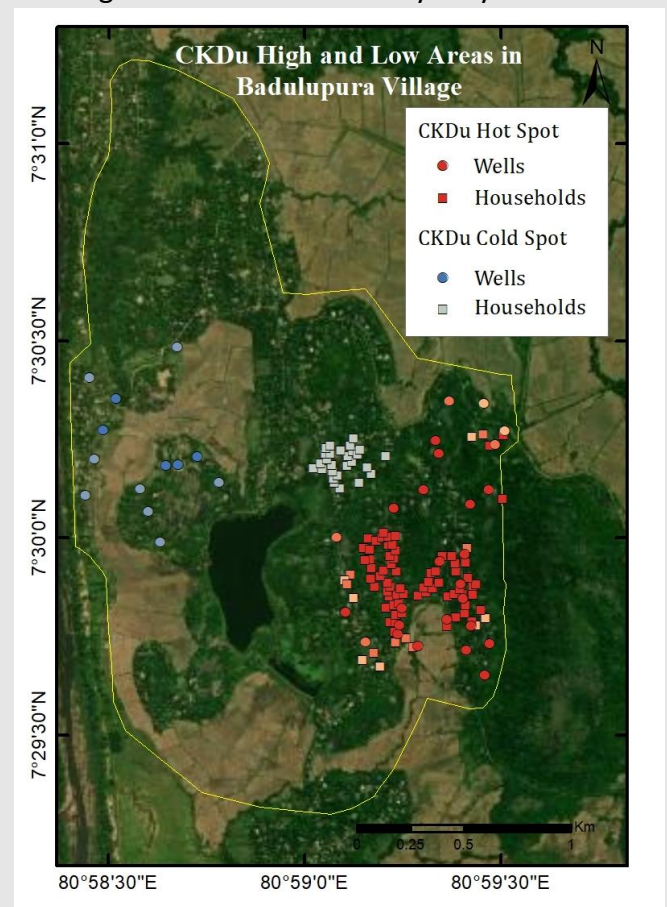 CKDu High and Low Areas in
Badulupura Village
N
CKDu Hot Spot
Wells
Households
CKDu Cold Spot
Wells
Households
7°31'0"N
7°30'30"N
7°30'0"N
7°29'30"N
Km
0 0.25 0.5 1
80°58'30"E 80°59'0"E 80°59'30"E